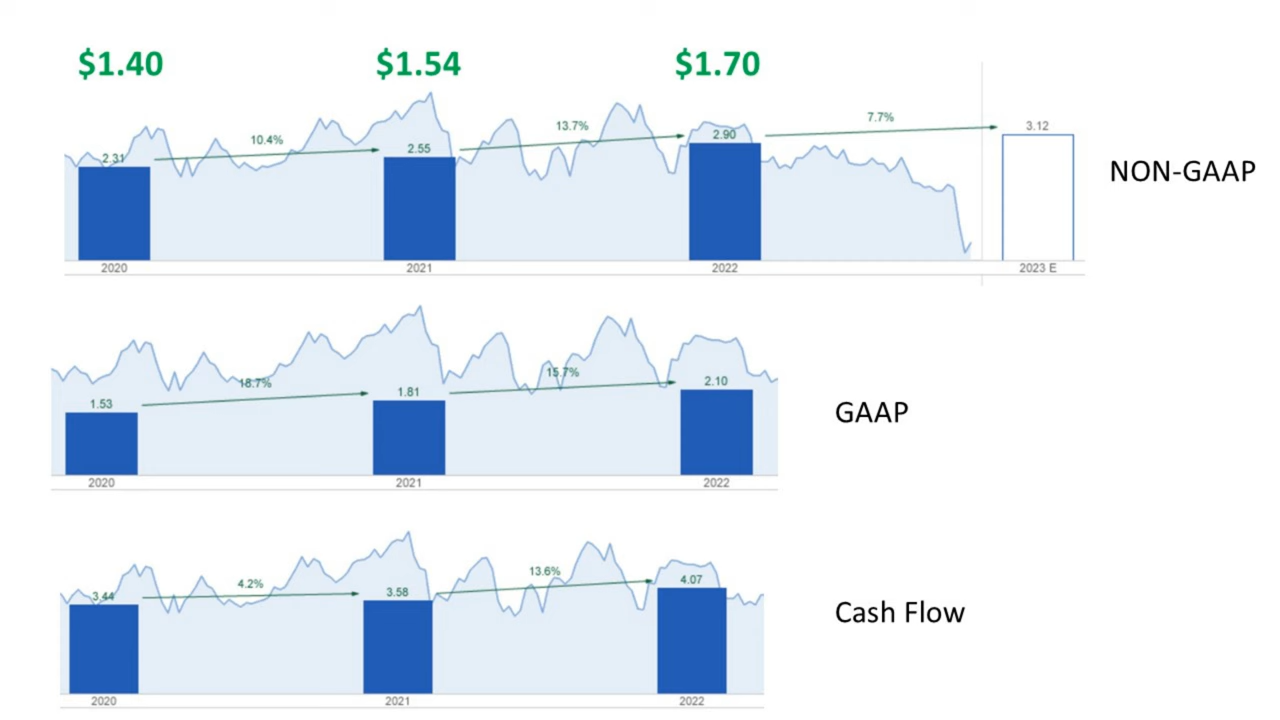 $1.40 $1.54 $1.70
7.7%
13.7%
3.12
2.90
10.4%
2.55
2.31
NON-GAAP
2020 2021 2022 2023 E
15.7%
18.7%
2.10
1.81
1.53
GAAP
2020 2021 2022
13.6%
4.2%
4.07
3.58
3.44
Cash Flow
2020 2021 2022